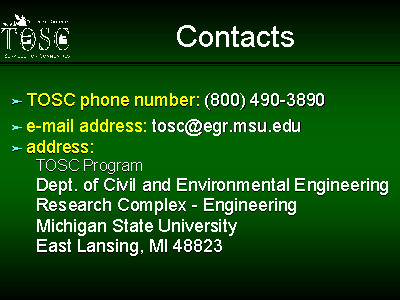 TOSC
Contacts
TOSC phone number: (800) 490-3890
e-mail address: tosc@egr.msu.edu
address:
TOSC Program
Dept. of Civil and Environmental Engineering
Research Complex - Engineering
Michigan State University
East Lansing, MI 48823